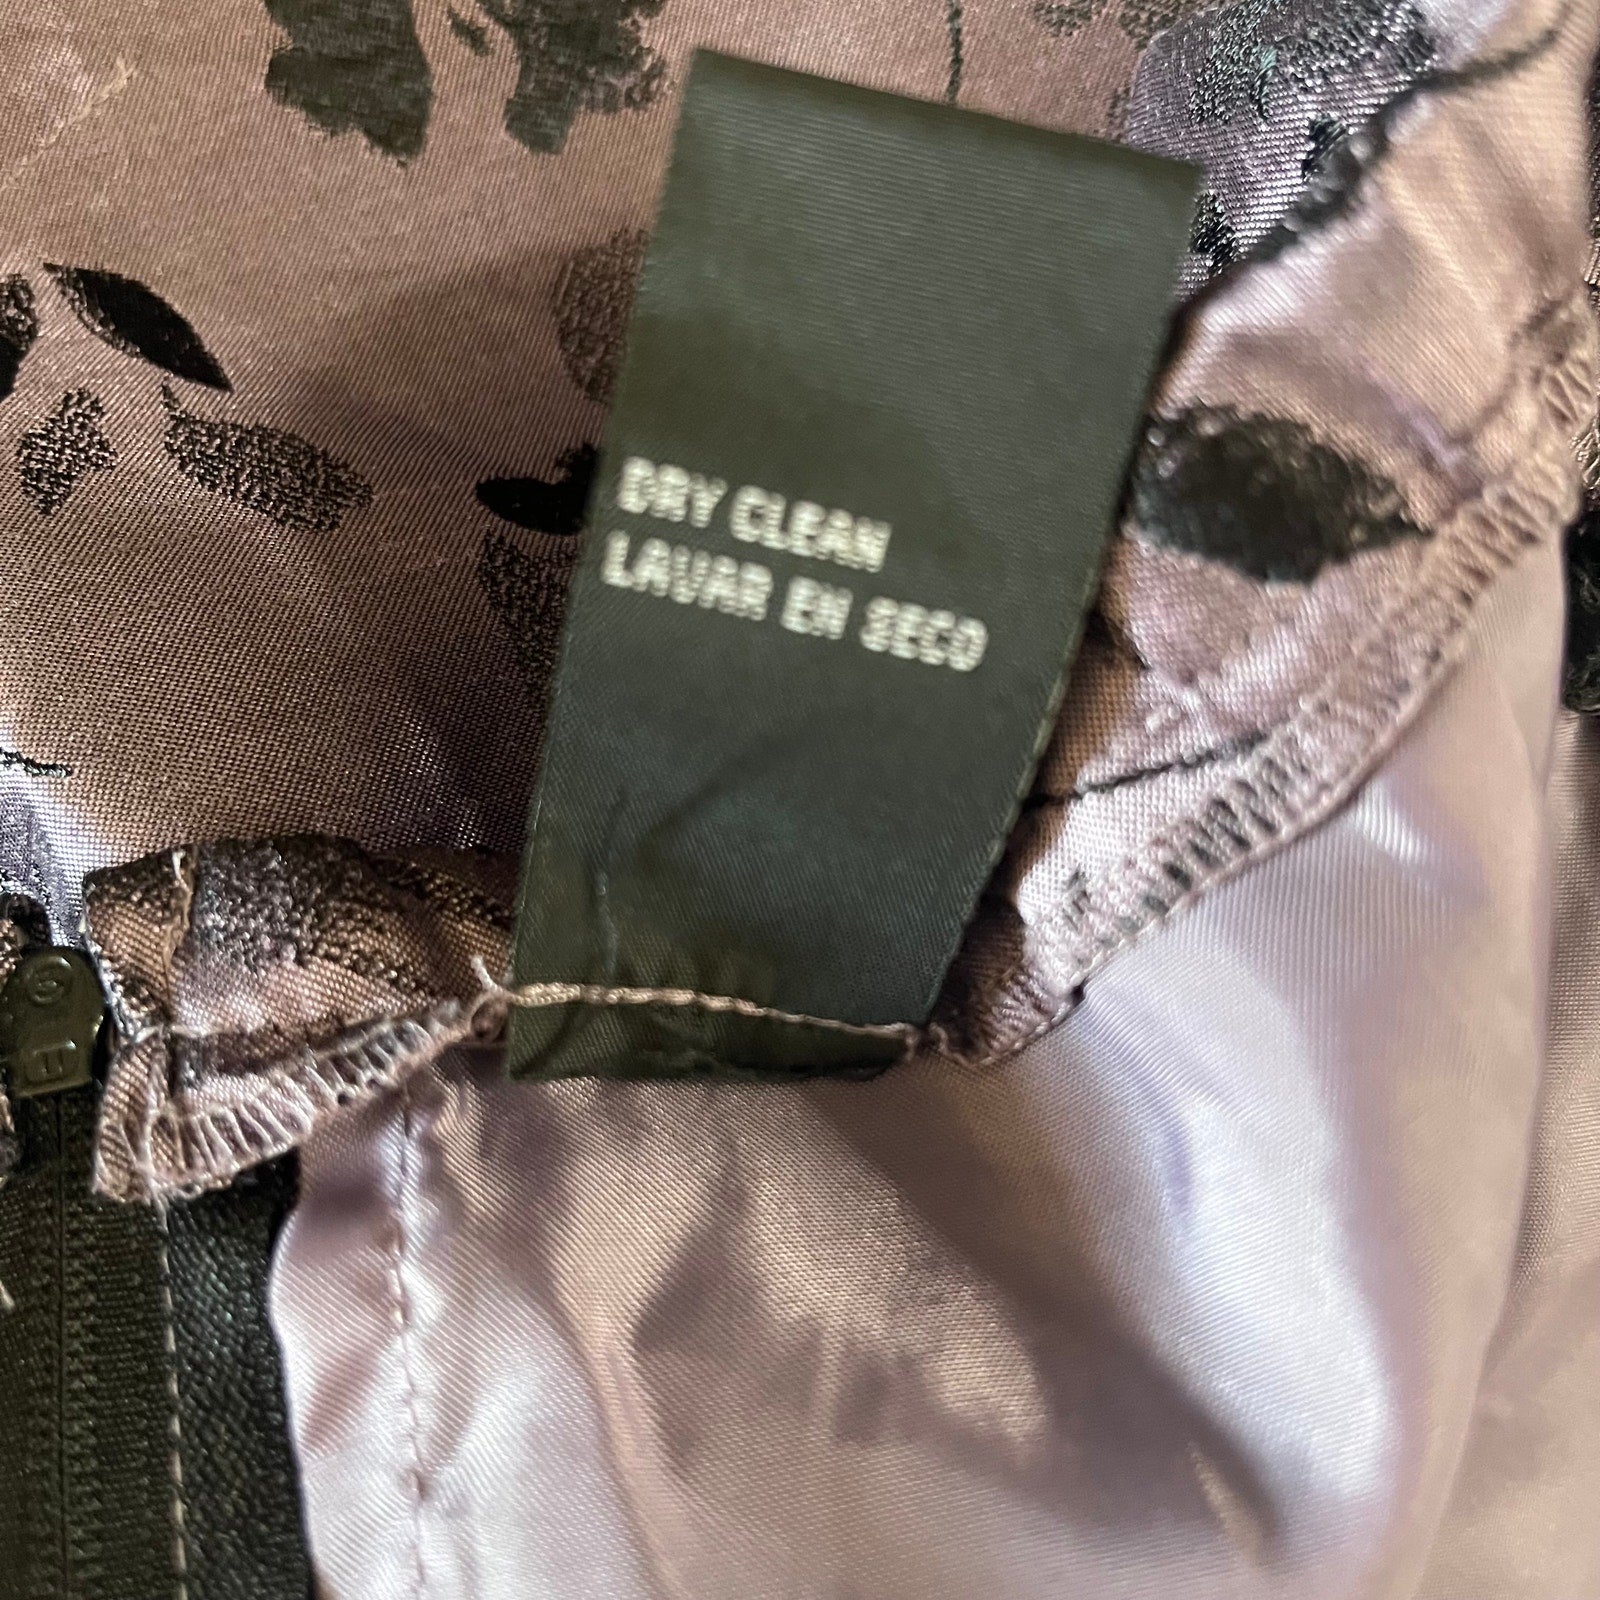 DRY CLEAN
LAVAR EN SECO